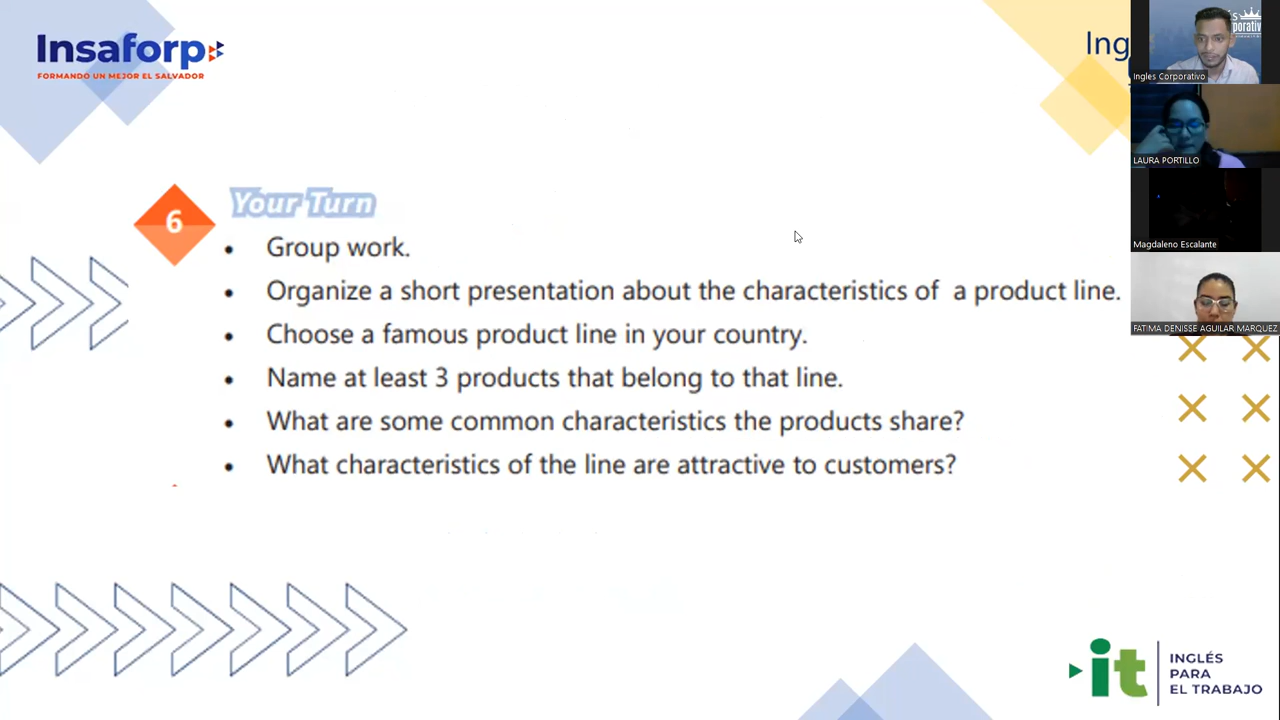 Insaforp
FORMANDO UN MEJOR EL SALVADOR
Ing
Ingles Corporativo
LAURA PORTILLO
Magdaleno Escalante
FATIMA DENISSE AGUILAR MARQUEZ
6
Your Turn
• Group work.
• Organize a short presentation about the characteristics of a product line.
• Choose a famous product line in your country.
• Name at least 3 products that belong to that line.
• What are some common characteristics the products share?
• What characteristics of the line are attractive to customers?
it
INGLÉS
PARA
EL TRABAJO